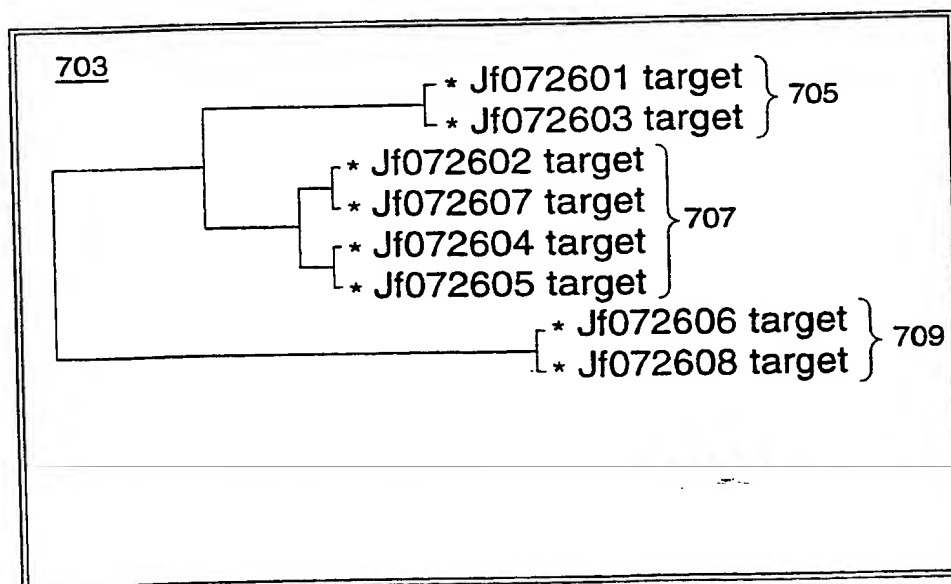 703
* Jf072601 target
* Jf072603 target
705
* Jf072602 target
* Jf072607 target
* Jf072604 target
* Jf072605 target
707
* Jf072606 target
* Jf072608 target
709